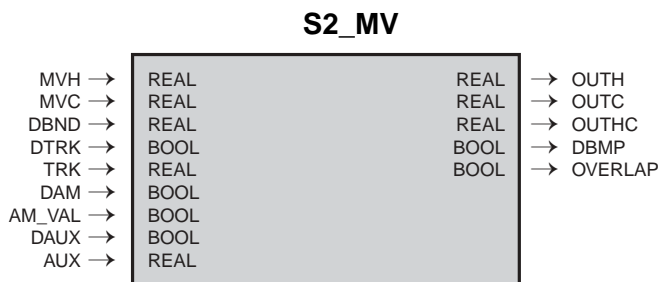 S2_MV
MVH → REAL REAL → OUTH
MVC → REAL REAL → OUTC
DBND → REAL REAL → OUTHC
DTRK → BOOL BOOL → DBMP
TRK → REAL BOOL → OVERLAP
DAM → BOOL
AM_VAL → BOOL
DAUX → BOOL
AUX → REAL